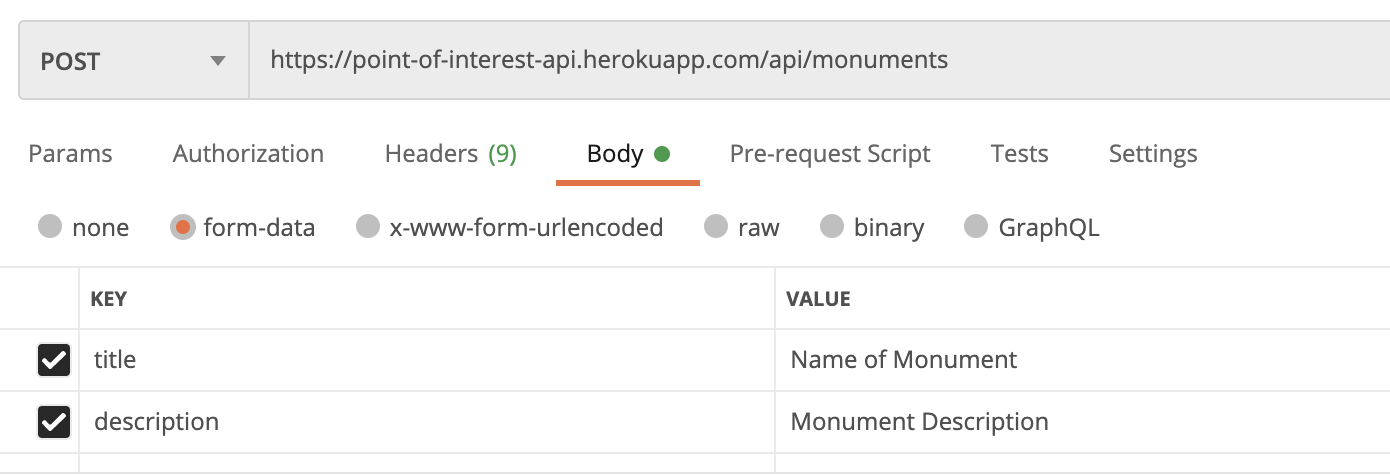 POST https://point-of-interest-api.herokuapp.com/api/monuments
Params Authorization Headers (9) Body Pre-request Script Tests Settings
none form-data x-www-form-urlencoded raw binary GraphQL
KEY VALUE
title Name of Monument
description Monument Description